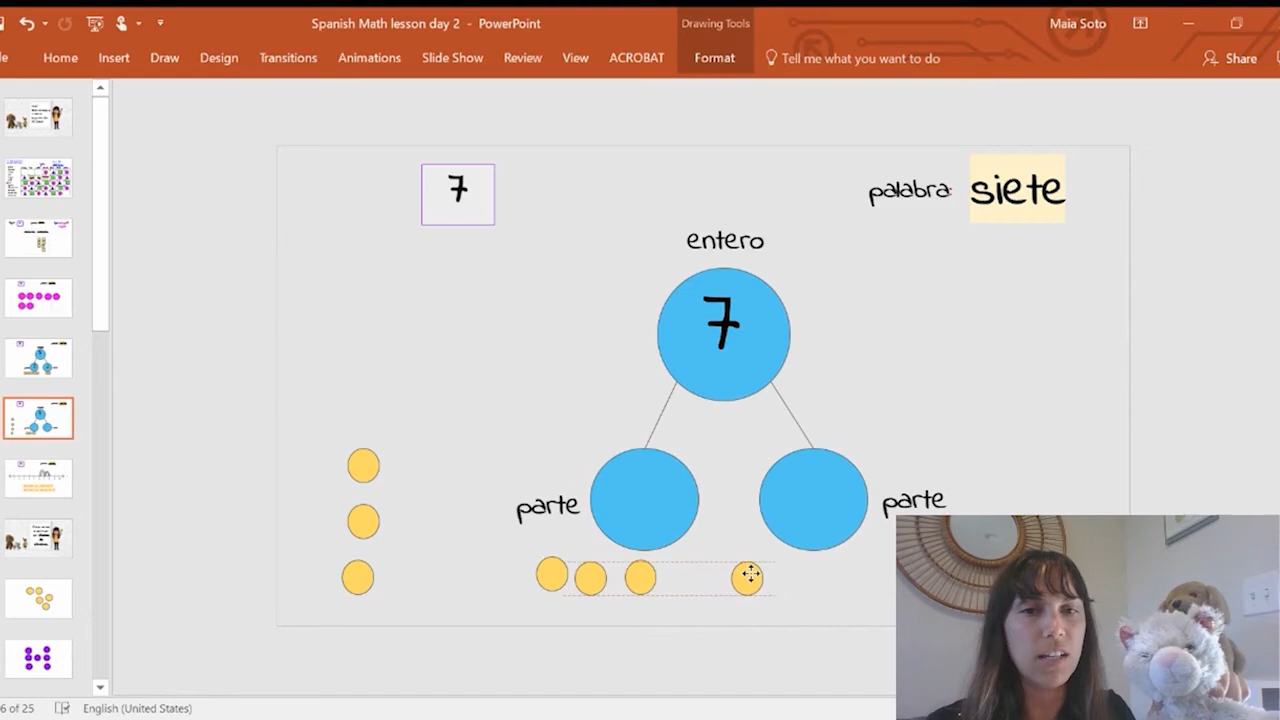 Spanish Math lesson day 2 - PowerPoint
Drawing Tools
Maia Soto
Home Insert Draw Design Transitions Animations Slide Show Review View ACROBAT Format Tell me what you want to do Share
7
palabra: siete
entero
7
parte
parte
6 of 25 English (United States)